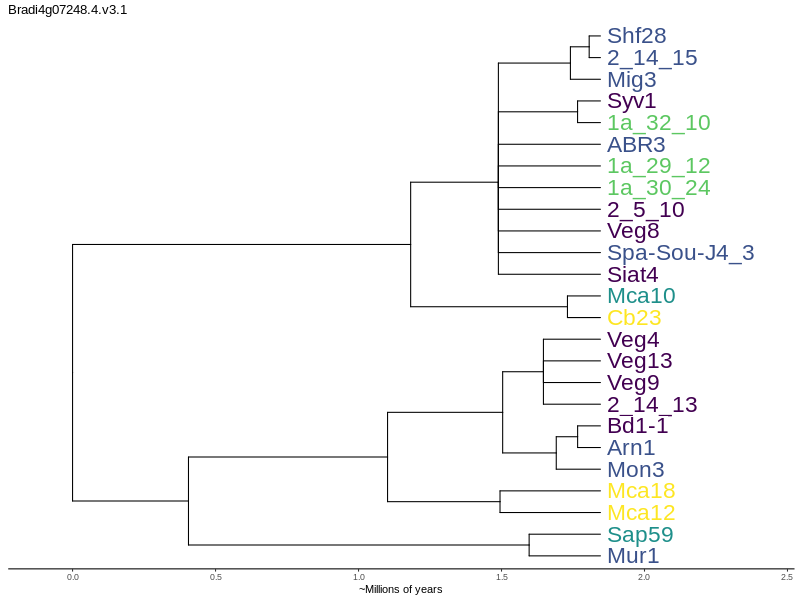 Bradi4g07248.4.v3.1
Shf28
2_14_15
Mig3
Syv1
1a_32_10
ABR3
1a_29_12
1a_30_24
2_5_10
Veg8
Spa-Sou-J4_3
Siat4
Mca10
Cb23
Veg4
Veg13
Veg9
2_14_13
Bd1-1
Arn1
Mon3
Mca18
Mca12
Sap59
Mur1
0.0 0.5 1.0 1.5 2.0 2.5
~Millions of years